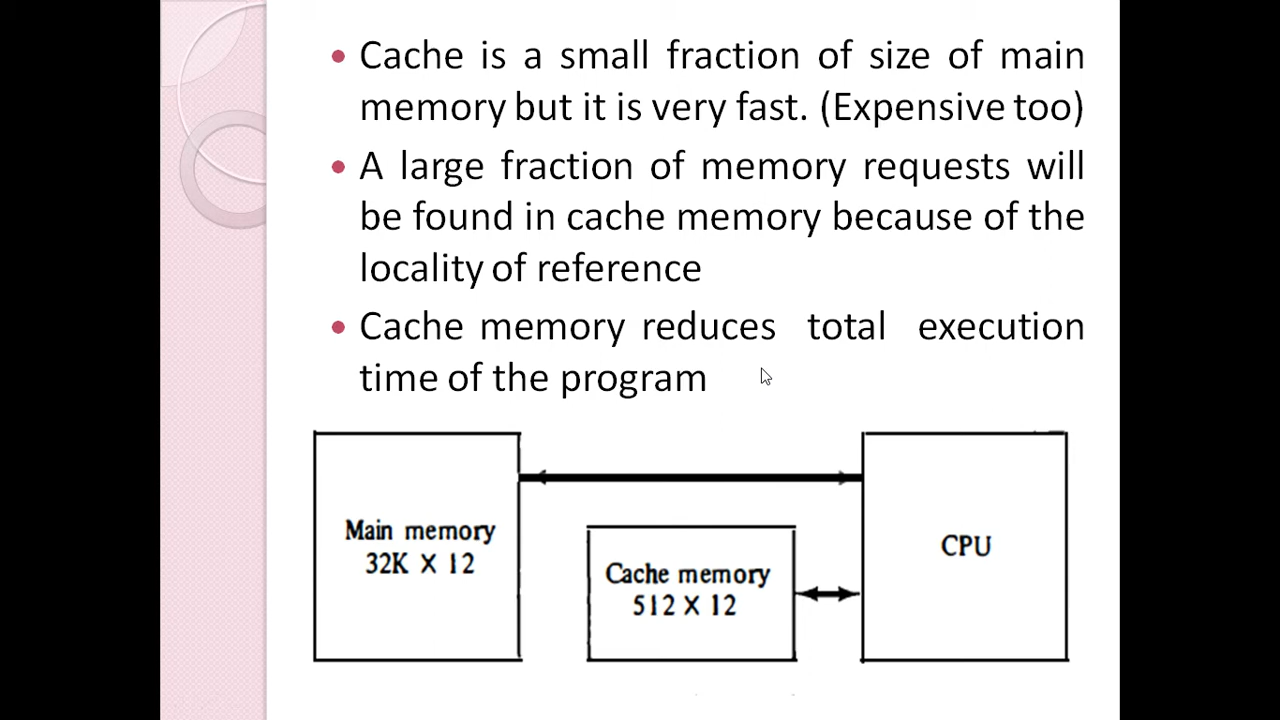 Cache is a small fraction of size of main
memory but it is very fast. (Expensive too)
A large fraction of memory requests will
be found in cache memory because of the
locality of reference
Cache memory reduces total execution
time of the program
Main memory
32K X 12
Cache memory
512 X 12
CPU